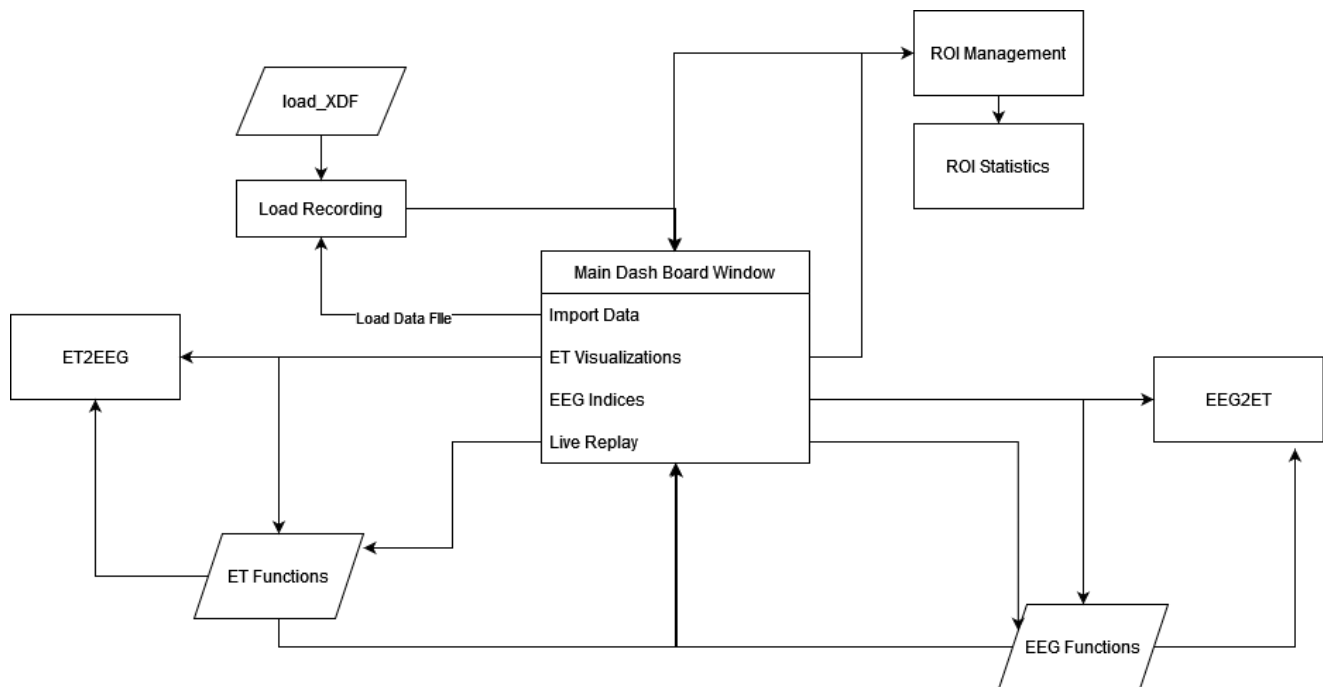 ROI Management
load_XDF
ROI Statistics
Load Recording
Main Dash Board Window
Import Data
Load Data FIle
ET2EEG
ET Visualizations
EEG Indices
EEG2ET
Live Replay
ET Functions
EEG Functions